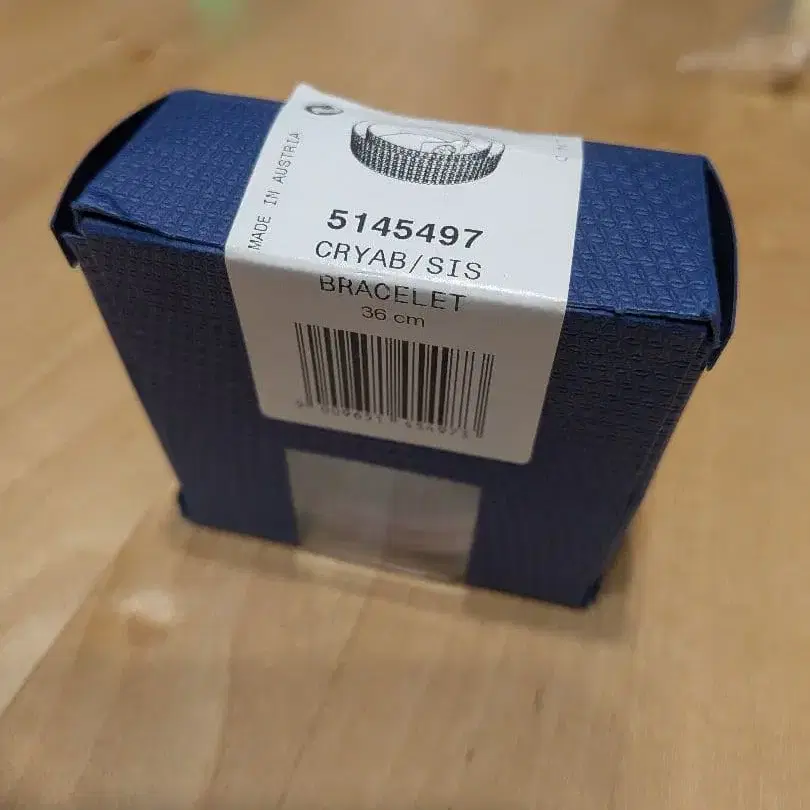 MADE IN AUSTRIA
5145497
CRYAB/SIS
BRACELET
36 cm